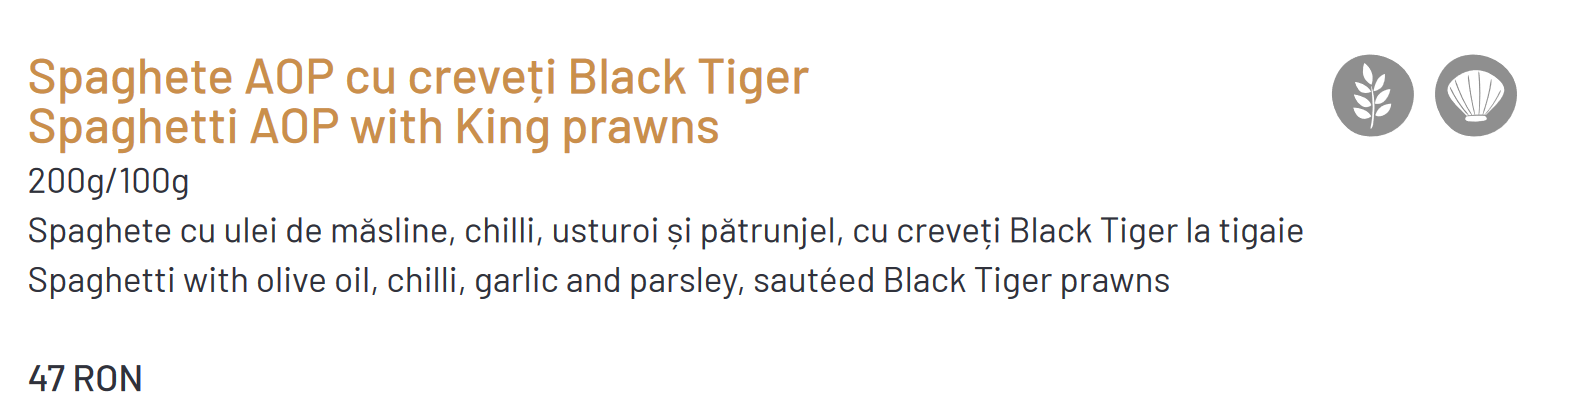 Spaghete AOP cu creveți Black Tiger
Spaghetti AOP with King prawns
200g/100g
Spaghete cu ulei de măsline, chilli, usturoi și pătrunjel, cu creveți Black Tiger la tigaie
Spaghetti with olive oil, chilli, garlic and parsley, sautéed Black Tiger prawns
47 RON